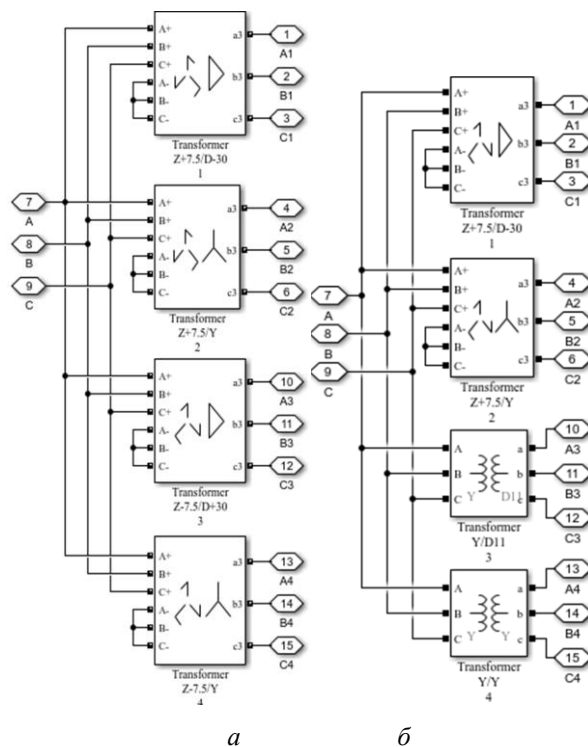 A+
B+
C+
A-
B-
C-
a3
b3
c3
1
A1
2
B1
3
C1
Transformer
Z+7.5/D-30
1
7
A
8
B
9
C
A+
B+
C+
A-
B-
C-
a3
b3
c3
4
A2
5
B2
6
C2
Transformer
Z+7.5/Y
2
A+
B+
C+
A-
B-
C-
a3
b3
c3
10
A3
11
B3
12
C3
Transformer
Z-7.5/D+30
3
A+
B+
C+
A-
B-
C-
a3
b3
c3
13
A4
14
B4
15
C4
Transformer
Z-7.5/Y
4
а
A+
B+
C+
A-
B-
C-
a3
b3
c3
1
A1
2
B1
3
C1
Transformer
Z+7.5/D-30
1
7
A
8
B
9
C
A+
B+
C+
A-
B-
C-
a3
b3
c3
4
A2
5
B2
6
C2
Transformer
Z+7.5/Y
2
A
B
C
Y
D11
a
b
c
10
A3
11
B3
12
C3
Transformer
Y/D11
3
A
B
C
Y
Y
a
b
c
13
A4
14
B4
15
C4
Transformer
Y/Y
4
б